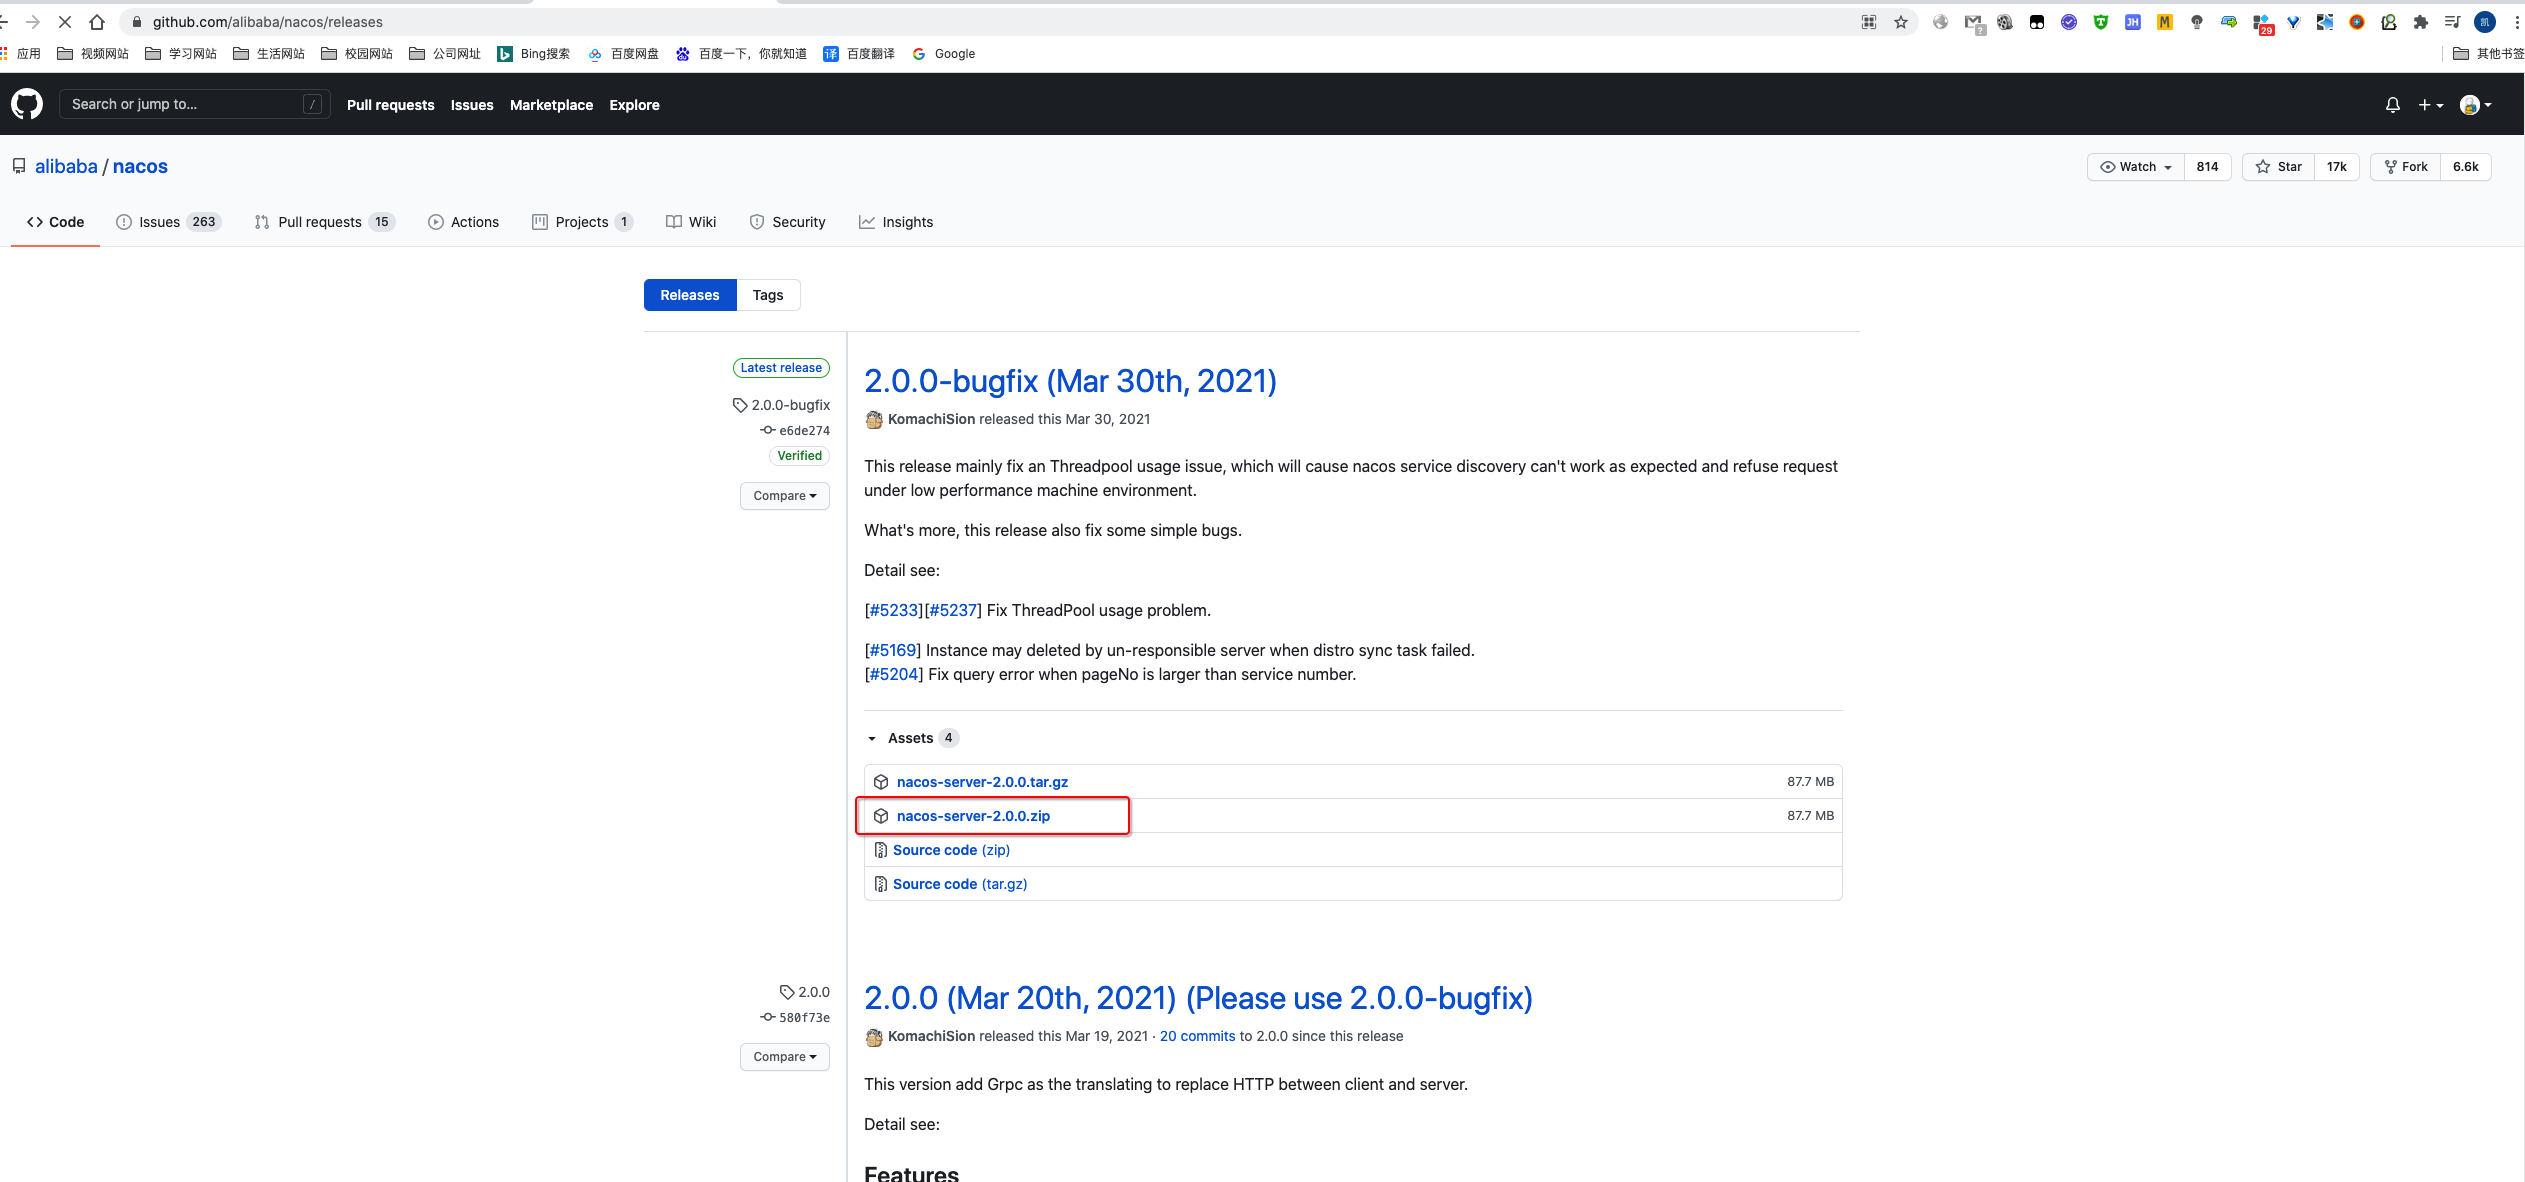 github.com/alibaba/nacos/releases
应用 视频网站 学习网站 生活网站 校园网站 公司网址 Bing搜索 百度网盘 百度一下，你就知道 译 百度翻译 Google 其他书签
29 JH M 凯
Search or jump to... / Pull requests Issues Marketplace Explore
alibaba / nacos Watch 814 Star 17k Fork 6.6k
Code Issues 263 Pull requests 15 Actions Projects 1 Wiki Security Insights
Releases Tags
Latest release
2.0.0-bugfix
e6de274
Verified
Compare
2.0.0-bugfix (Mar 30th, 2021)
KomachiSion released this Mar 30, 2021
This release mainly fix an Threadpool usage issue, which will cause nacos service discovery can't work as expected and refuse request
under low performance machine environment.
What's more, this release also fix some simple bugs.
Detail see:
[#5233][#5237] Fix ThreadPool usage problem.
[#5169] Instance may deleted by un-responsible server when distro sync task failed.
[#5204] Fix query error when pageNo is larger than service number.
Assets 4
nacos-server-2.0.0.tar.gz 87.7 MB
nacos-server-2.0.0.zip 87.7 MB
Source code (zip)
Source code (tar.gz)
2.0.0
580f73e
Compare
2.0.0 (Mar 20th, 2021) (Please use 2.0.0-bugfix)
KomachiSion released this Mar 19, 2021 · 20 commits to 2.0.0 since this release
This version add Grpc as the translating to replace HTTP between client and server.
Detail see:
Features